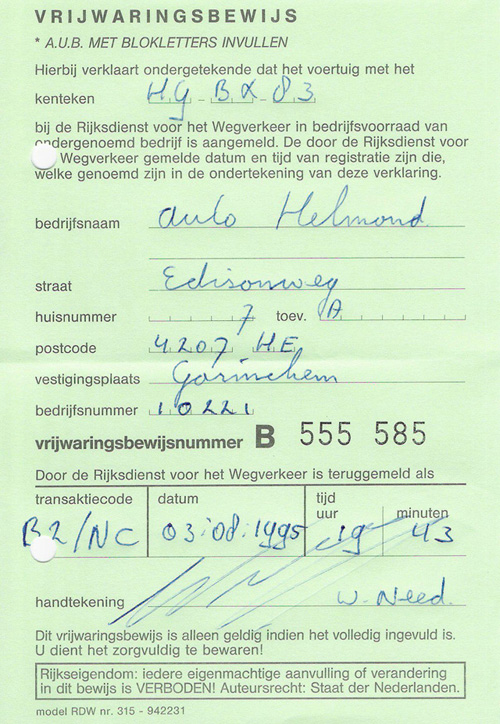 VRIJWARINGSBEWIJS
* A.U.B. MET BLOKLETTERS INVULLEN
Hierbij verklaart ondergetekende dat het voertuig met het
kenteken HG - BX - 83
bij de Rijksdienst voor het Wegverkeer in bedrijfsvoorraad van
ondergenoemd bedrijf is aangemeld. De door de Rijksdienst voor
Wegverkeer gemelde datum en tijd van registratie zijn die,
welke genoemd zijn in de ondertekening van deze verklaring.
bedrijfsnaam auto Helmond
straat Edisonweg
huisnummer 7 toev. A
postcode 4207 HE
vestigingsplaats Gorinchem
bedrijfsnummer 10221
vrijwaringsbewijsnummer B 555 585
Door de Rijksdienst voor het Wegverkeer is teruggemeld als
transaktiecode datum tijd
uur minuten
B2/NC 03:08:1995 19 43
handtekening W. Need.
Dit vrijwaringsbewijs is alleen geldig indien het volledig ingevuld is.
U dient het zorgvuldig te bewaren!
Rijkseigendom: iedere eigenmachtige aanvulling of verandering
in dit bewijs is VERBODEN! Auteursrecht: Staat der Nederlanden.
model RDW nr. 315 - 942231